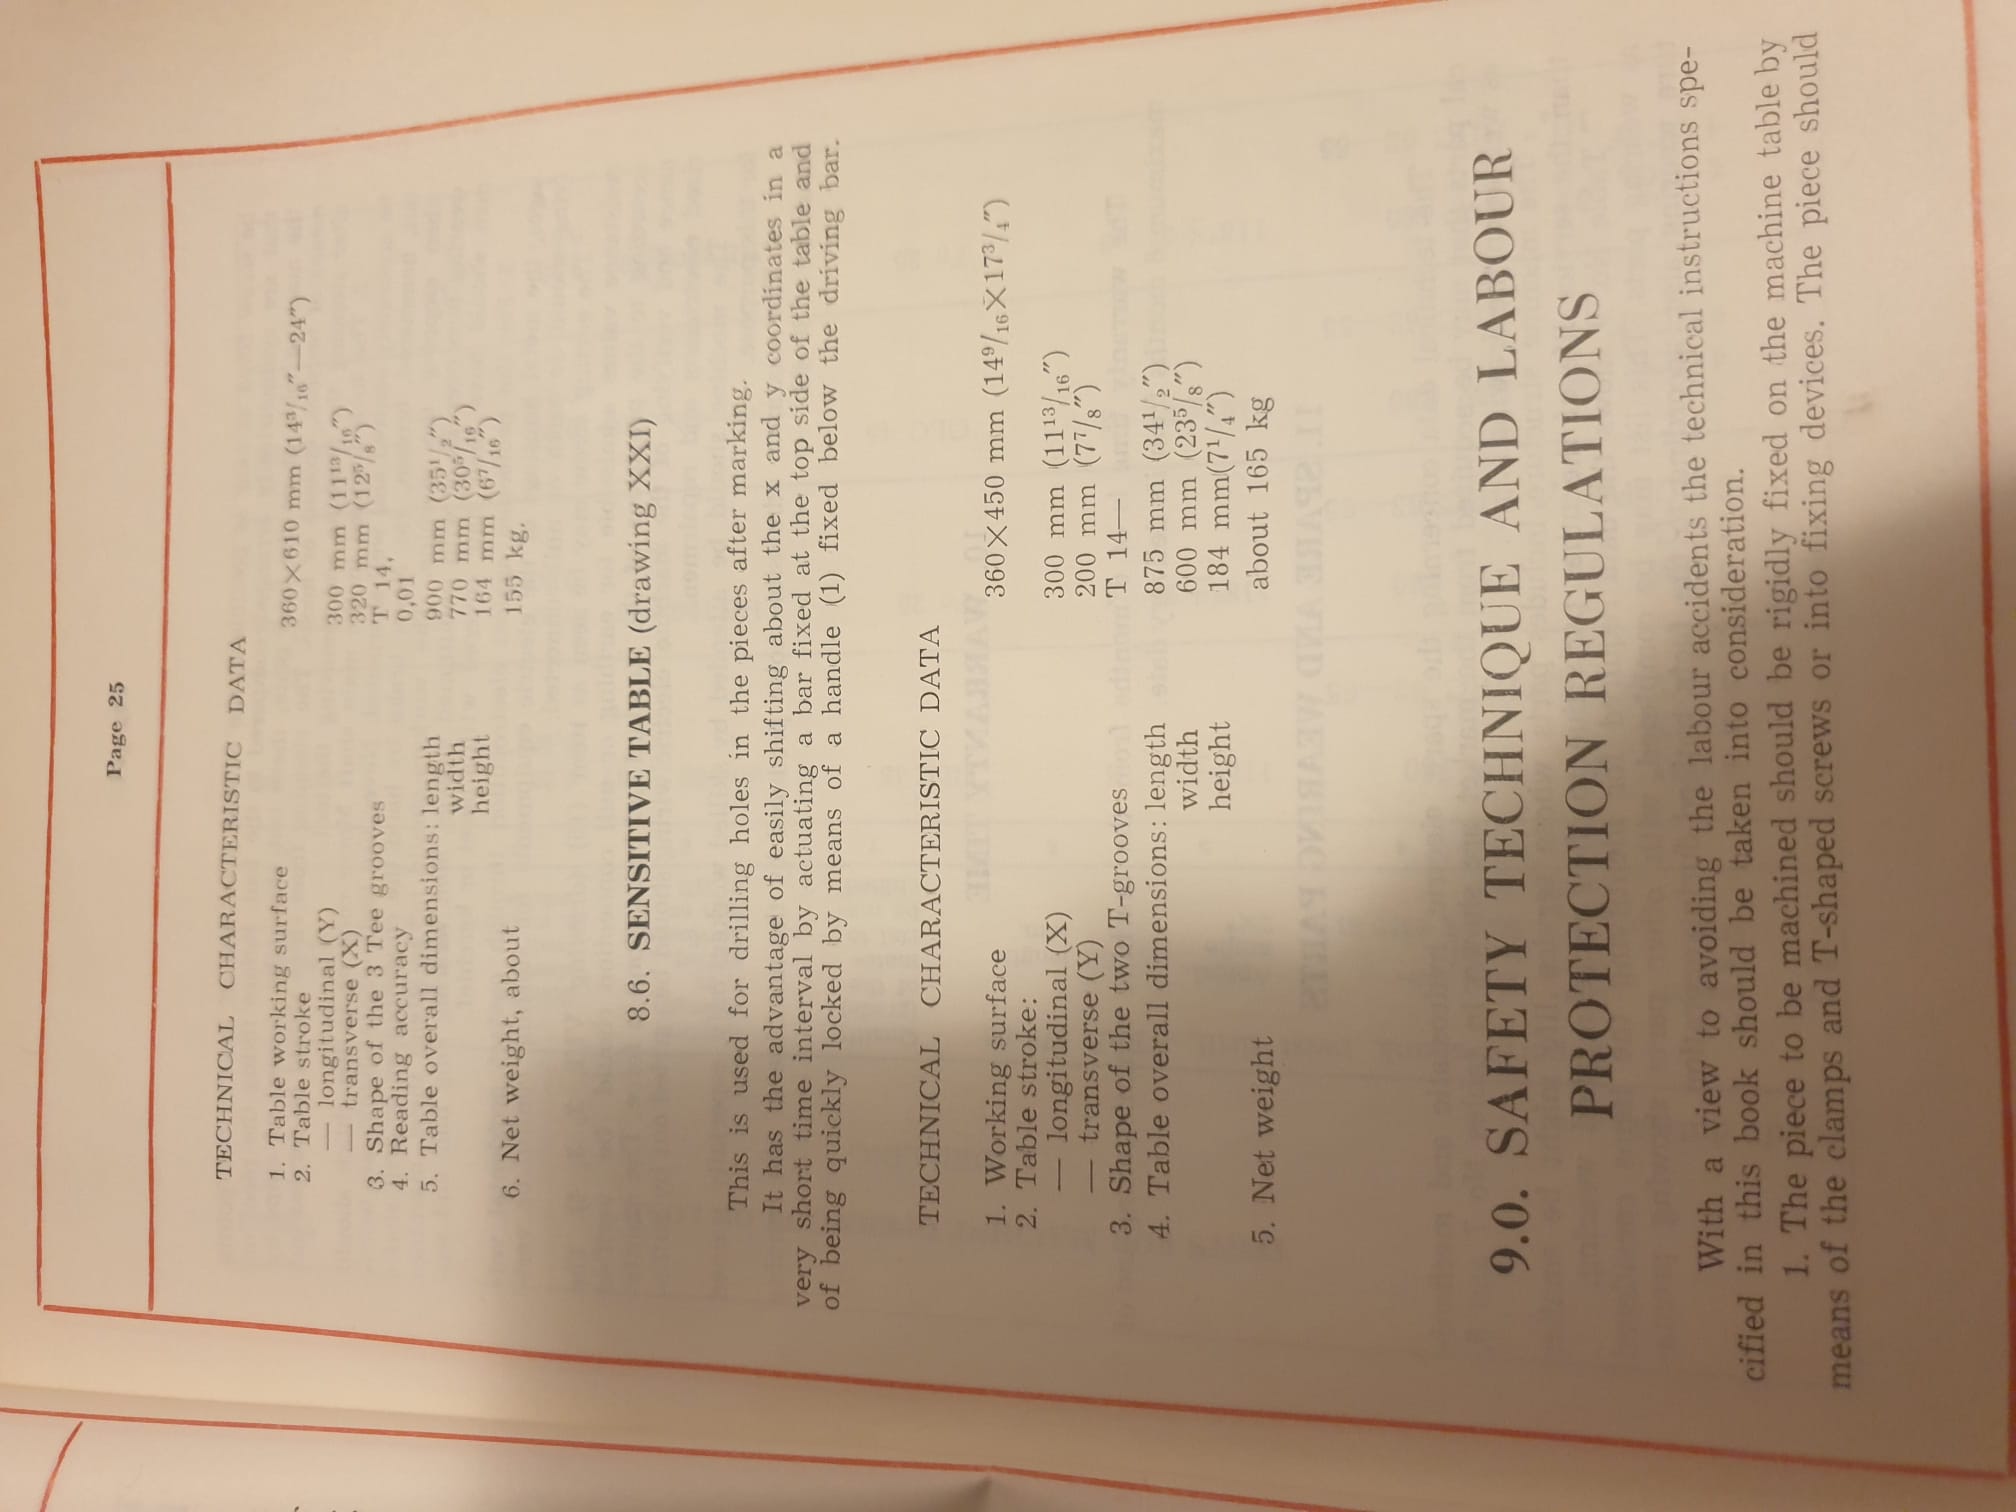 Page 25
TECHNICAL CHARACTERISTIC DATA
1. Table working surface 360×610 mm (14³/₁₆″—24″)
2. Table stroke
— longitudinal (Y) 300 mm (11¹³/₁₆″)
— transverse (X) 320 mm (12⁵/₈″)
3. Shape of the 3 Tee grooves T 14,
4. Reading accuracy 0,01
5. Table overall dimensions: length 900 mm (35¹/₂″)
width 770 mm (30⁵/₁₆″)
height 164 mm (6⁷/₁₆″)
6. Net weight, about 155 kg.
8.6. SENSITIVE TABLE (drawing XXI)
This is used for drilling holes in the pieces after marking.
It has the advantage of easily shifting about the x and y coordinates in a
very short time interval by actuating a bar fixed at the top side of the table and
of being quickly locked by means of a handle (1) fixed below the driving bar.
TECHNICAL CHARACTERISTIC DATA
1. Working surface 360×450 mm (14⁹/₁₆×17³/₄″)
2. Table stroke:
— longitudinal (X) 300 mm (11¹³/₁₆″)
— transverse (Y) 200 mm (7⁷/₈″)
3. Shape of the two T-grooves T 14—
4. Table overall dimensions: length 875 mm (34¹/₂″)
width 600 mm (23⁵/₈″)
height 184 mm(7¹/₄″)
5. Net weight about 165 kg
9.0. SAFETY TECHNIQUE AND LABOUR
PROTECTION REGULATIONS
With a view to avoiding the labour accidents the technical instructions spe-
cified in this book should be taken into consideration.
1. The piece to be machined should be rigidly fixed on the machine table by
means of the clamps and T-shaped screws or into fixing devices. The piece should